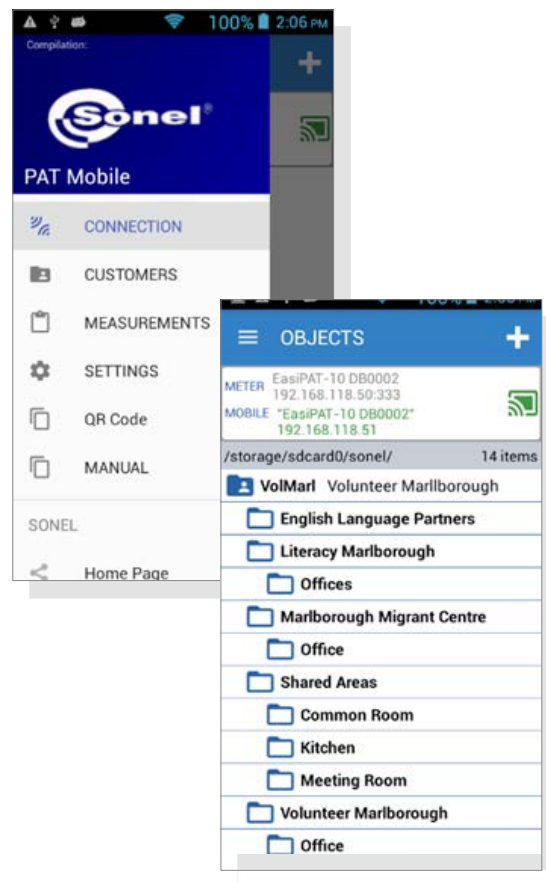 100% 2:06 PM
Compilation:
Sonel®
PAT Mobile
CONNECTION
CUSTOMERS
MEASUREMENTS
SETTINGS
QR Code
MANUAL
SONEL
Home Page
OBJECTS
METER EasiPAT-10 DB0002
192.168.118.50:333
MOBILE "EasiPAT-10 DB0002"
192.168.118.51
/storage/sdcard0/sonel/ 14 items
VolMarl Volunteer Marllborough
English Language Partners
Literacy Marlborough
Offices
Marlborough Migrant Centre
Office
Shared Areas
Common Room
Kitchen
Meeting Room
Volunteer Marlborough
Office